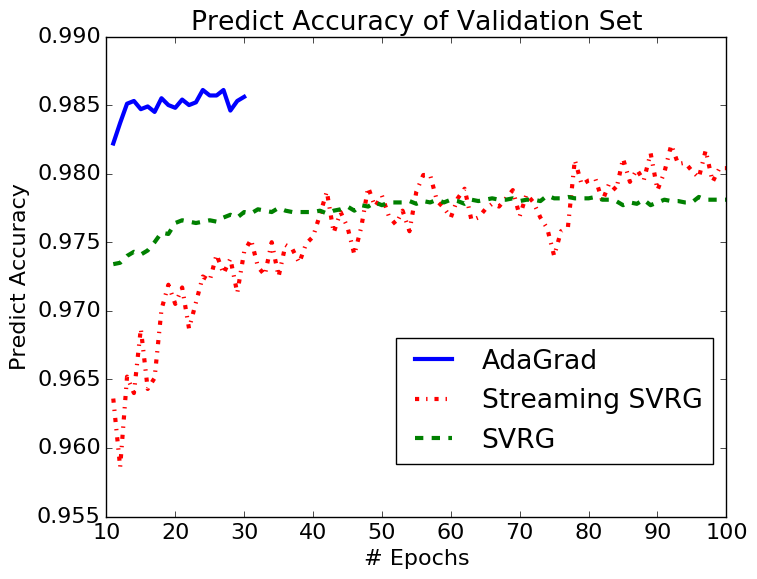 Predict Accuracy of Validation Set
0.990
0.985
0.980
0.975
0.970
0.965
0.960
0.955
Predict Accuracy
AdaGrad
Streaming SVRG
SVRG
10 20 30 40 50 60 70 80 90 100
# Epochs